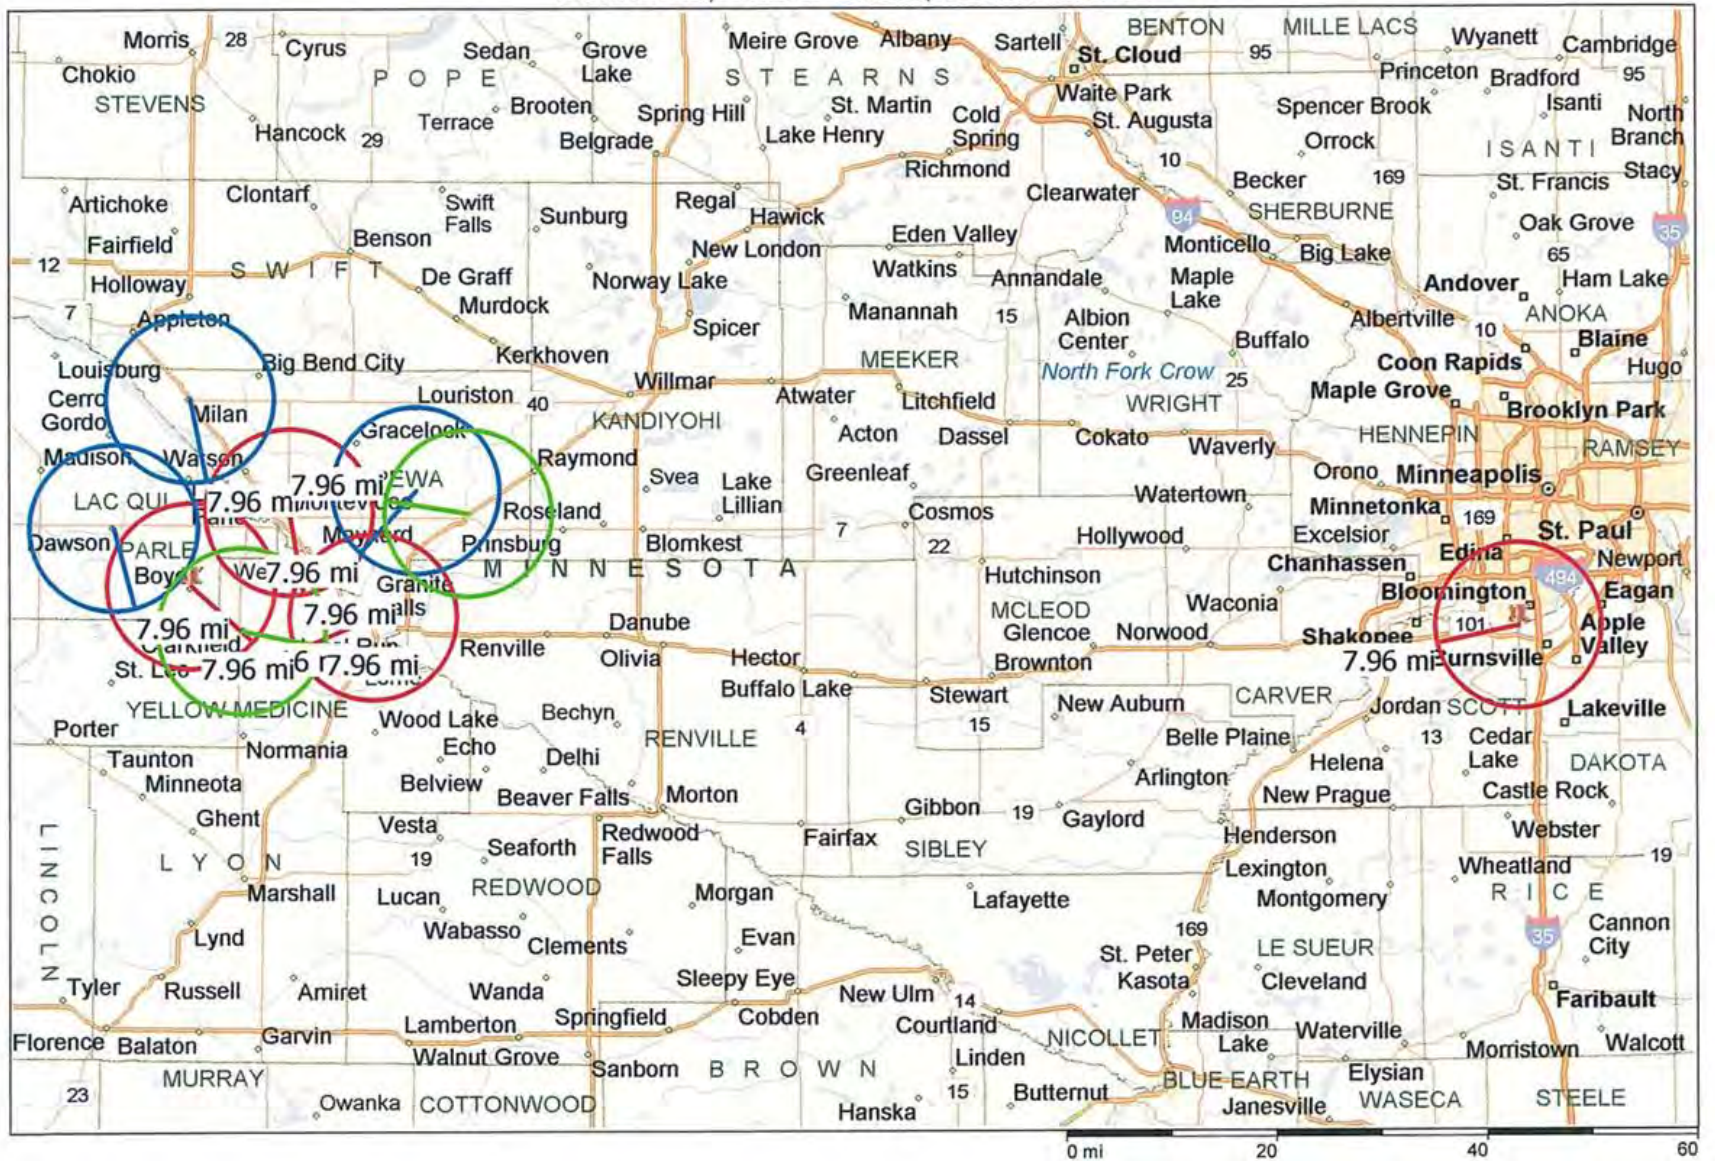 Morris
28
Cyrus
Sedan
Grove
Lake
Meire Grove
Albany
Sartell
BENTON
MILLE LACS
Wyanett
Cambridge
Chokio
POPE
STEARNS
St. Cloud
95
Princeton
Bradford
95
STEVENS
Brooten
Spring Hill
St. Martin
Cold
Spring
Waite Park
Spencer Brook
Isanti
North
Branch
Hancock
29
Terrace
Belgrade
Lake Henry
St. Augusta
Orrock
ISANTI
Richmond
10
169
Stacy
Artichoke
Clontarf
Swift
Falls
Sunburg
Regal
Hawick
Clearwater
Becker
St. Francis
94
SHERBURNE
Oak Grove
35
Fairfield
Benson
New London
Eden Valley
Monticello
Big Lake
65
12
SWIFT
De Graff
Norway Lake
Watkins
Annandale
Maple
Lake
Andover
Ham Lake
Holloway
Murdock
Manannah
15
Albion
Center
Albertville
10
ANOKA
7
Appleton
Spicer
Buffalo
Coon Rapids
Blaine
Louisburg
Big Bend City
Kerkhoven
MEEKER
North Fork Crow
25
Hugo
Cerro
Gordo
Milan
Louriston
40
Willmar
Atwater
Litchfield
WRIGHT
Maple Grove
Brooklyn Park
Gracelock
KANDIYOHI
Acton
Dassel
Cokato
Waverly
HENNEPIN
RAMSEY
Madison
Watson
Raymond
Svea
Lake
Lillian
Greenleaf
Orono
Minneapolis
LAC QUI
7.96 mi
7.96 mi
Roseland
Cosmos
Watertown
Minnetonka
169
St. Paul
Dawson
Maynard
Prinsburg
Blomkest
7
22
Hollywood
Excelsior
Edina
Newport
PARLE
7.96 mi
Granite
MINNESOTA
Hutchinson
Chanhassen
494
MCLEOD
Bloomington
Eagan
7.96 mi
7.96 mi
Danube
Waconia
101
Apple
Valley
Clarkfield
Renville
Olivia
Hector
Glencoe
Norwood
Shakopee
Burnsville
St. Leo
7.96 mi
7.96 mi
Brownton
7.96 mi
Buffalo Lake
Stewart
YELLOW MEDICINE
Wood Lake
Bechyn
New Auburn
CARVER
Jordan
SCOTT
Lakeville
Porter
Normania
Echo
RENVILLE
4
15
Belle Plaine
13
Cedar
Lake
Taunton
Delhi
Helena
DAKOTA
Minneota
Belview
Arlington
Castle Rock
Beaver Falls
Morton
Gibbon
19
Gaylord
New Prague
Ghent
Vesta
Redwood
Falls
Fairfax
Henderson
Webster
LINCOLN
LYON
19
Seaforth
SIBLEY
Lexington
Wheatland
19
Marshall
Lucan
REDWOOD
Morgan
Lafayette
Montgomery
RICE
Lynd
Wabasso
Clements
Evan
169
35
Cannon
City
St. Peter
Kasota
LE SUEUR
Cleveland
Tyler
Russell
Amiret
Wanda
Sleepy Eye
New Ulm
14
Faribault
Springfield
Cobden
Courtland
Madison
Lake
Waterville
Florence
Balaton
Garvin
Lamberton
Walnut Grove
NICOLLET
Morristown
Walcott
MURRAY
Sanborn
BROWN
Linden
BLUE EARTH
Elysian
23
Owanka
COTTONWOOD
Hanska
15
Butternut
Janesville
WASECA
STEELE
0 mi
20
40
60